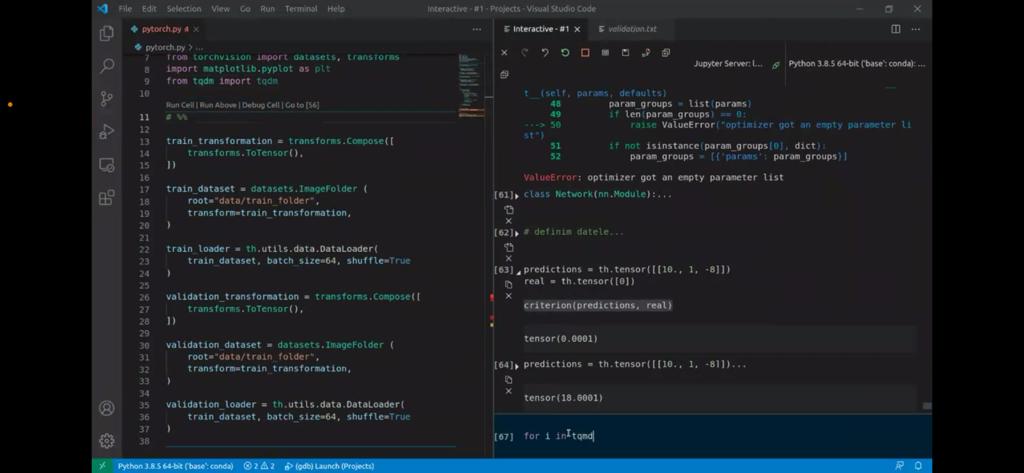 File Edit Selection View Go Run Terminal Help
Interactive - #1 - Projects - Visual Studio Code
pytorch.py 4
pytorch.py > ...
7 from torchvision import datasets, transforms
8 import matplotlib.pyplot as plt
9 from tqdm import tqdm
10
Run Cell | Run Above | Debug Cell | Go to [56]
11 # %%
12
13 train_transformation = transforms.Compose([
14 transforms.ToTensor(),
15 ])
16
17 train_dataset = datasets.ImageFolder (
18 root="data/train_folder",
19 transform=train_transformation,
20 )
21
22 train_loader = th.utils.data.DataLoader(
23 train_dataset, batch_size=64, shuffle=True
24 )
25
26 validation_transformation = transforms.Compose([
27 transforms.ToTensor(),
28 ])
29
30 validation_dataset = datasets.ImageFolder (
31 root="data/train_folder",
32 transform=train_transformation,
33 )
34
35 validation_loader = th.utils.data.DataLoader(
36 train_dataset, batch_size=64, shuffle=True
37 )
38
Interactive - #1
validation.txt
Jupyter Server: l...
Python 3.8.5 64-bit ('base': conda): ...
t__(self, params, defaults)
48 param_groups = list(params)
49 if len(param_groups) == 0:
---> 50 raise ValueError("optimizer got an empty parameter li
st")
51 if not isinstance(param_groups[0], dict):
52 param_groups = [{'params': param_groups}]
ValueError: optimizer got an empty parameter list
[61] class Network(nn.Module):...
[62] # definim datele...
[63] predictions = th.tensor([[10., 1, -8]])
real = th.tensor([0])
criterion(predictions, real)
tensor(0.0001)
[64] predictions = th.tensor([[10., 1, -8]])...
tensor(18.0001)
[67] for i in tqmd
Python 3.8.5 64-bit ('base': conda) 2 2 (gdb) Launch (Projects)